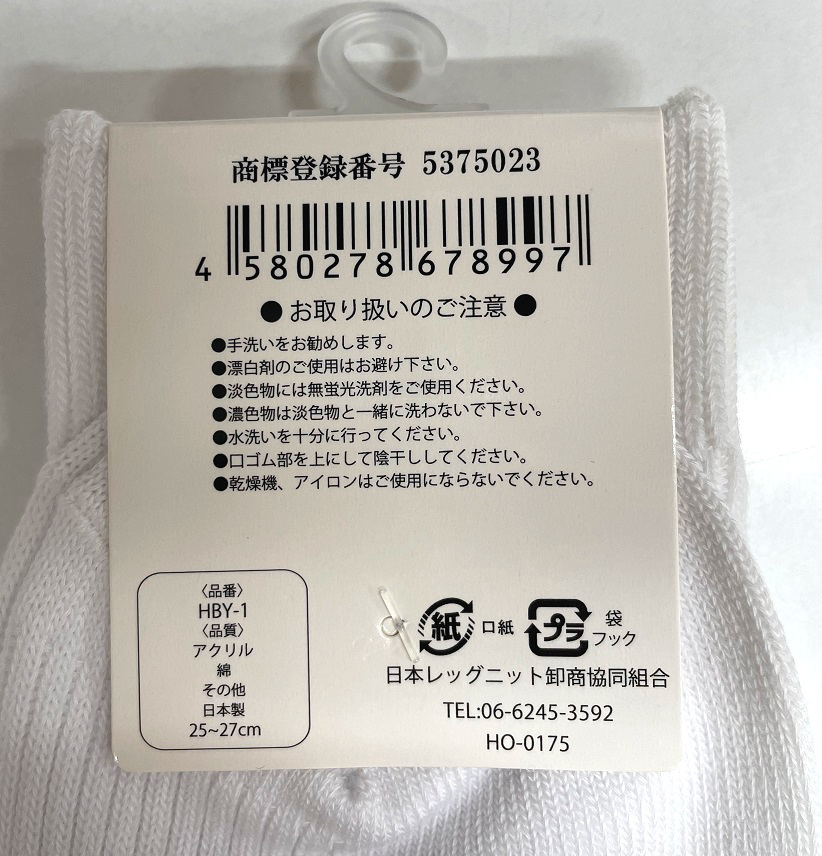 商標登録番号 5375023
4 580278 678997
● お取り扱いのご注意 ●
●手洗いをお勧めします。
●漂白剤のご使用はお避け下さい。
●淡色物には無蛍光洗剤をご使用ください。
●濃色物は淡色物と一緒に洗わないで下さい。
●水洗いを十分に行ってください。
●口ゴム部を上にして陰干ししてください。
●乾燥機、アイロンはご使用にならないでください。
〈品番〉
HBY-1
〈品質〉
アクリル
綿
その他
日本製
25~27cm
紙 口紙
プラ 袋
フック
日本レッグニット卸商協同組合
TEL:06-6245-3592
HO-0175